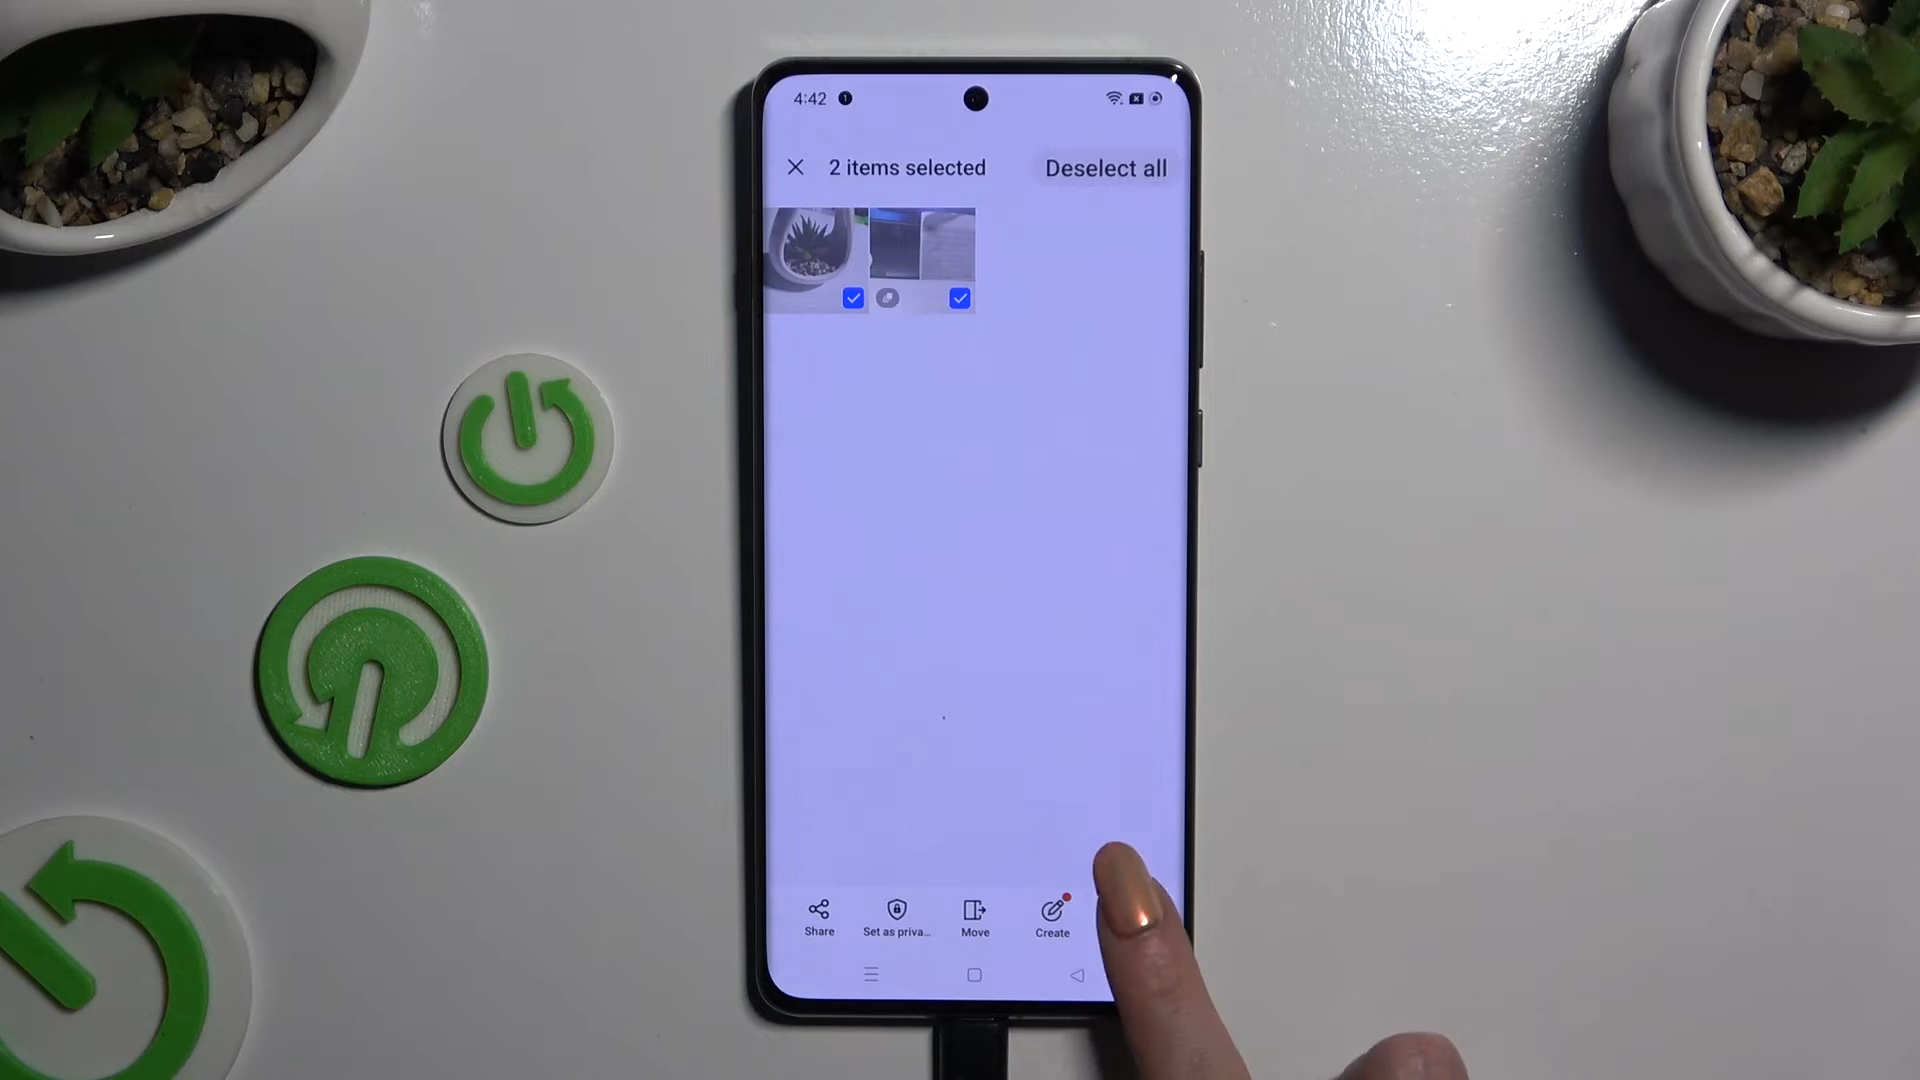 4:42
2 items selected
Deselect all
Share
Set as priva...
Move
Create